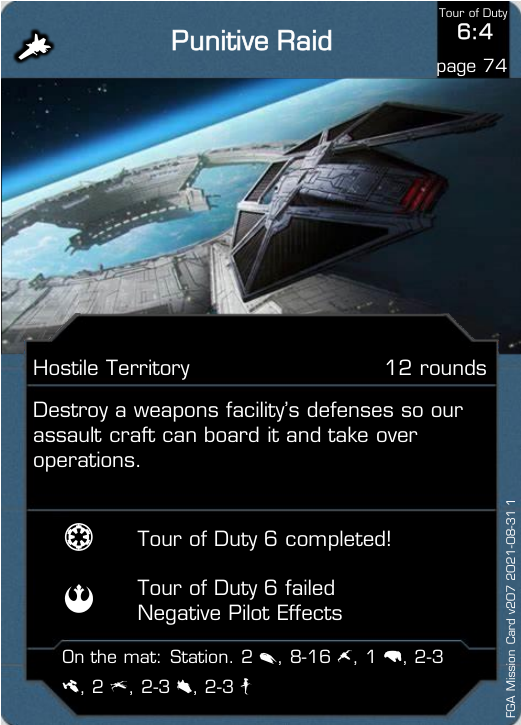 Punitive Raid
Tour of Duty
6:4
page 74
Hostile Territory 12 rounds
Destroy a weapons facility's defenses so our
assault craft can board it and take over
operations.
Tour of Duty 6 completed!
Tour of Duty 6 failed
Negative Pilot Effects
On the mat: Station. 2 , 8-16 , 1 , 2-3
, 2 , 2-3 , 2-3
FGA Mission Card v207 2021-08-31 1